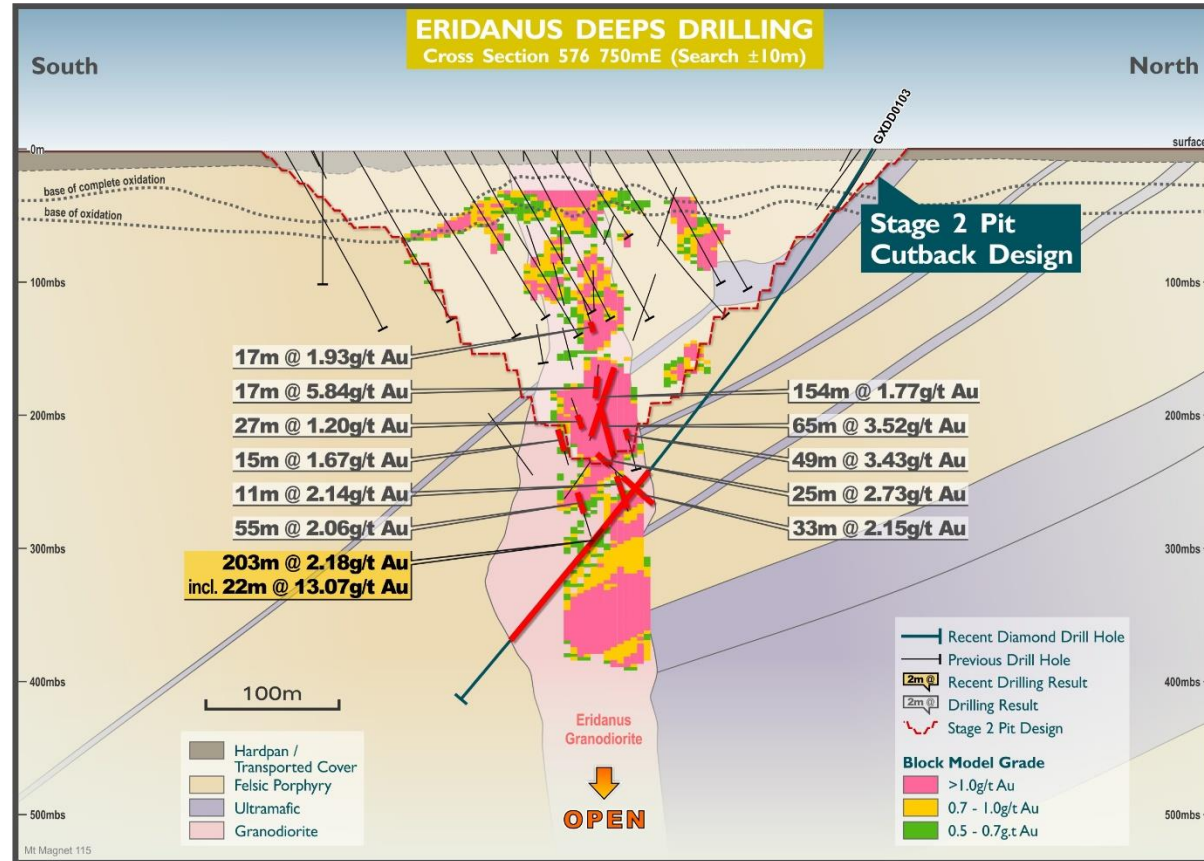 ERIDANUS DEEPS DRILLING
Cross Section 576 750mE (Search ±10m)
South
North
GXDD0103
0m
surface
base of complete oxidation
base of oxidation
Stage 2 Pit
Cutback Design
100mbs
100mbs
17m @ 1.93g/t Au
17m @ 5.84g/t Au
27m @ 1.20g/t Au
15m @ 1.67g/t Au
11m @ 2.14g/t Au
55m @ 2.06g/t Au
203m @ 2.18g/t Au
incl. 22m @ 13.07g/t Au
154m @ 1.77g/t Au
65m @ 3.52g/t Au
49m @ 3.43g/t Au
25m @ 2.73g/t Au
33m @ 2.15g/t Au
200mbs
200mbs
300mbs
300mbs
400mbs
400mbs
500mbs
500mbs
100m
Hardpan /
Transported Cover
Felsic Porphyry
Ultramafic
Granodiorite
Eridanus
Granodiorite
OPEN
Recent Diamond Drill Hole
Previous Drill Hole
2m @ Recent Drilling Result
2m @ Drilling Result
Stage 2 Pit Design
Block Model Grade
>1.0g/t Au
0.7 - 1.0g/t Au
0.5 - 0.7g.t Au
Mt Magnet 115